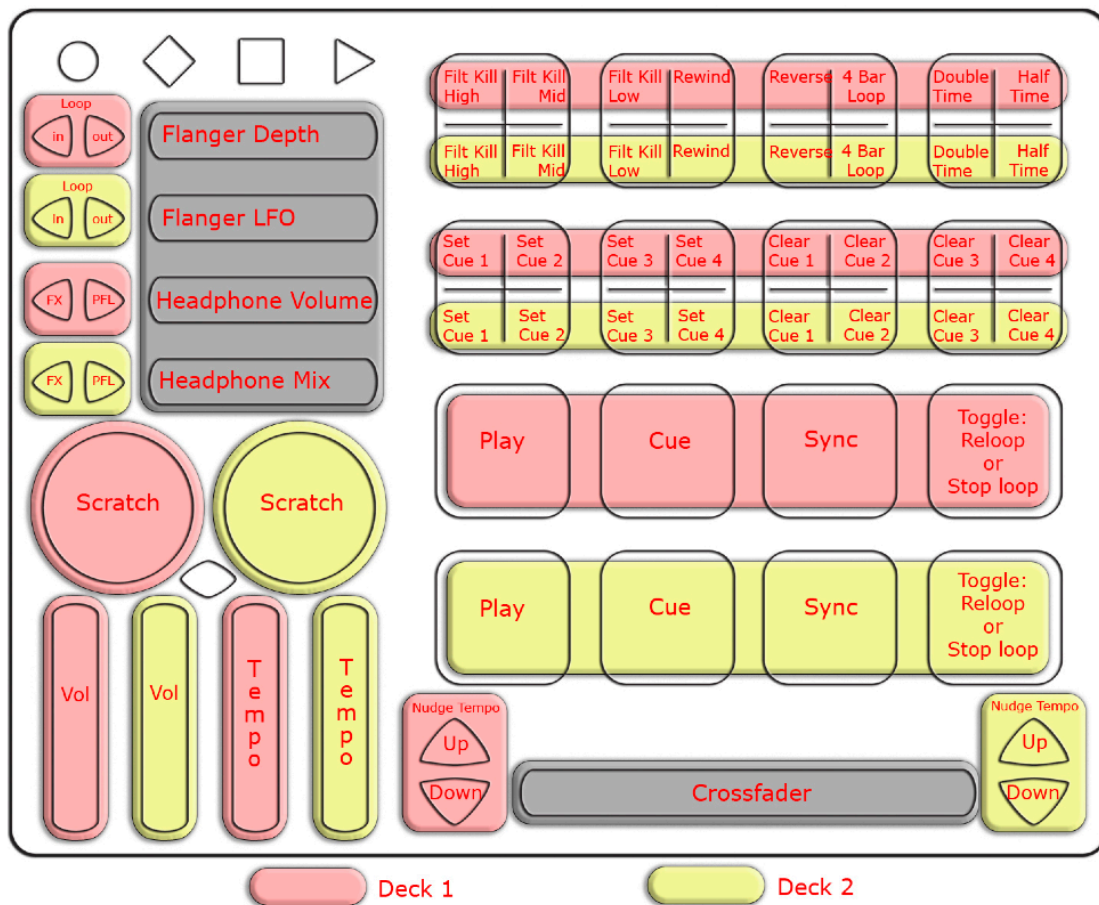 Loop
in out
Loop
in out
FX PFL
FX PFL
Flanger Depth
Flanger LFO
Headphone Volume
Headphone Mix
Scratch Scratch
Vol Vol Tempo Tempo
Filt Kill Filt Kill Filt Kill Rewind Reverse 4 Bar Double Half
High Mid Low Loop Time Time
Filt Kill Filt Kill Filt Kill Rewind Reverse 4 Bar Double Half
High Mid Low Loop Time Time
Set Set Set Set Clear Clear Clear Clear
Cue 1 Cue 2 Cue 3 Cue 4 Cue 1 Cue 2 Cue 3 Cue 4
Set Set Set Set Clear Clear Clear Clear
Cue 1 Cue 2 Cue 3 Cue 4 Cue 1 Cue 2 Cue 3 Cue 4
Play Cue Sync
Toggle:
Reloop
or
Stop loop
Play Cue Sync
Toggle:
Reloop
or
Stop loop
Nudge Tempo
Up
Down
Crossfader
Nudge Tempo
Up
Down
Deck 1 Deck 2